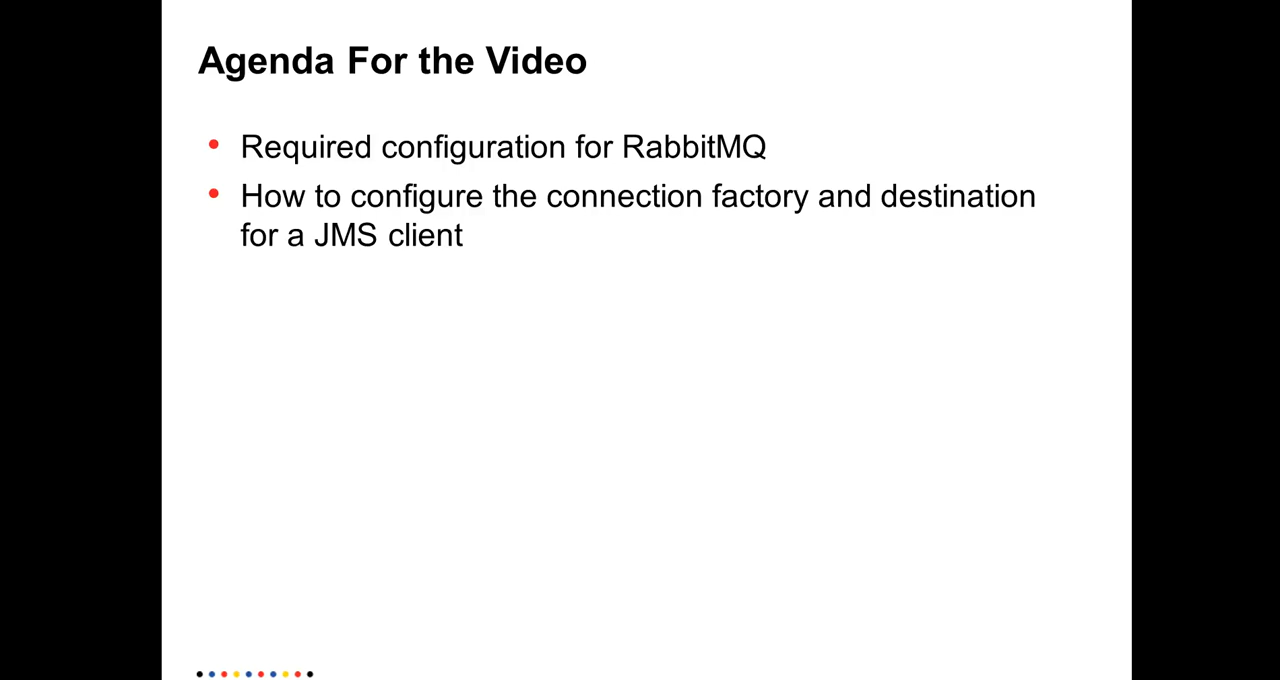 Agenda For the Video
• Required configuration for RabbitMQ
• How to configure the connection factory and destination
for a JMS client